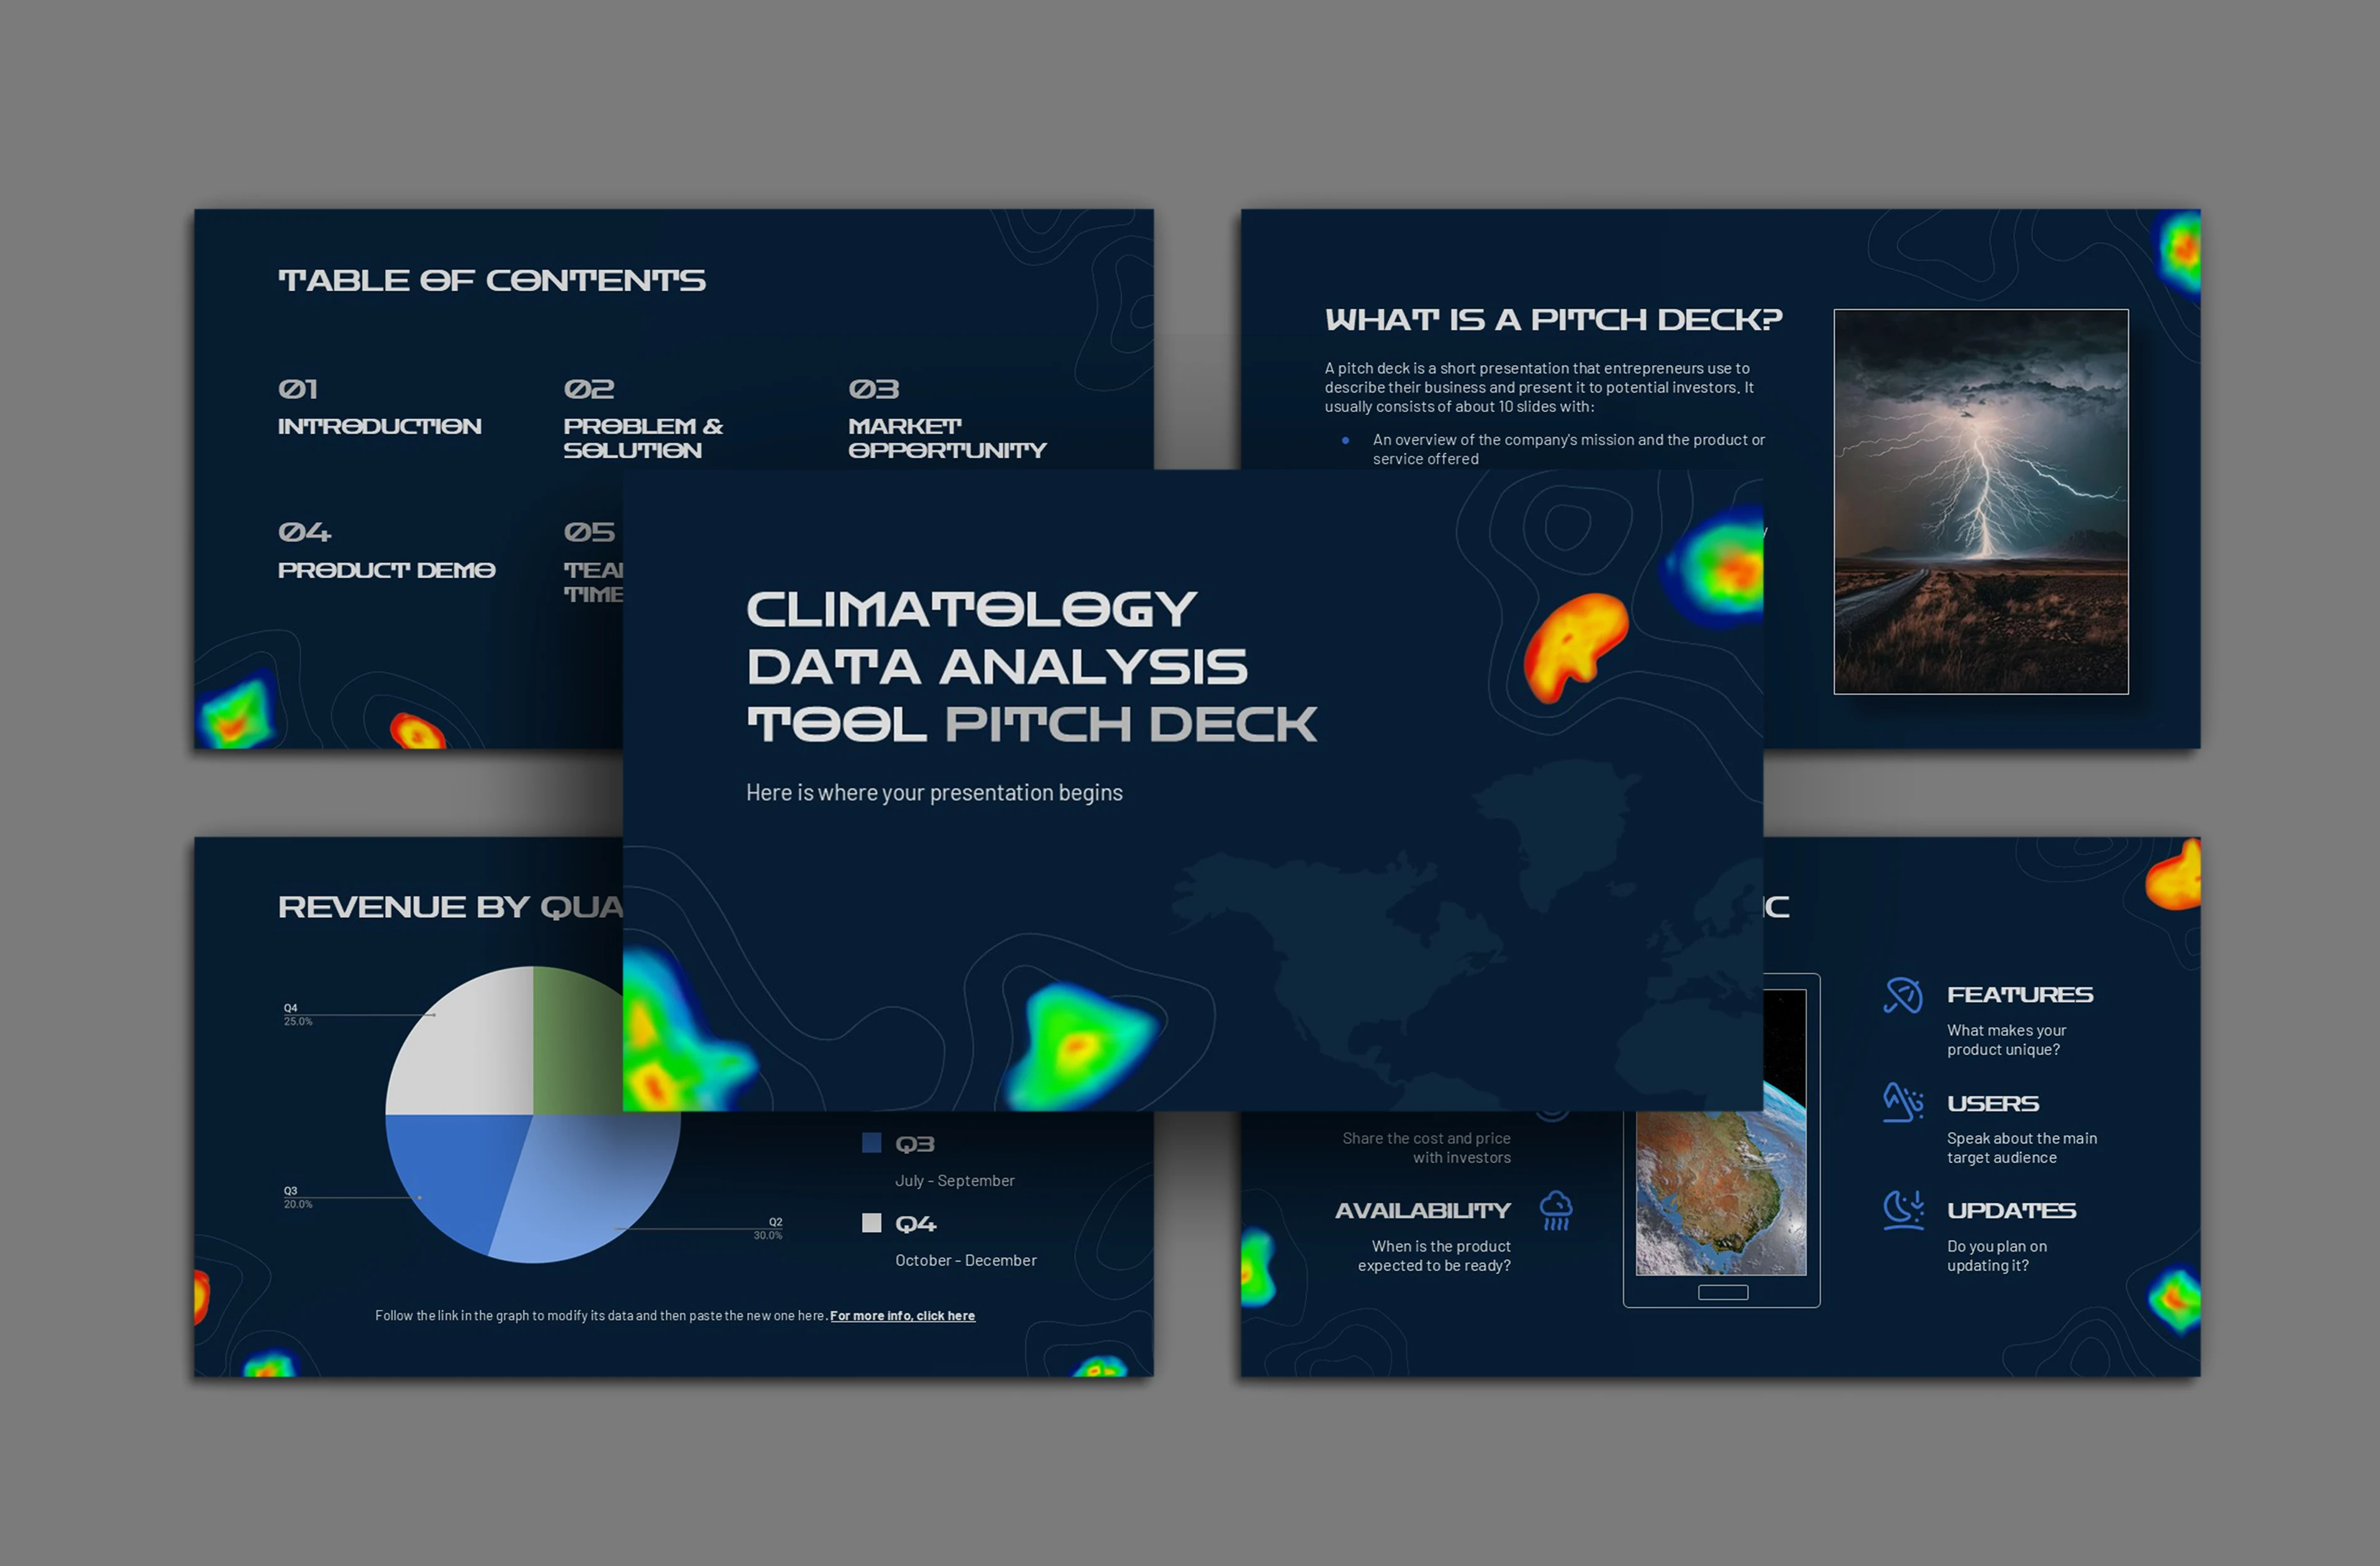 TABLE OF CONTENTS
01
INTRODUCTION
02
PROBLEM &
SOLUTION
03
MARKET
OPPORTUNITY
04
PRODUCT DEMO
05
WHAT IS A PITCH DECK?
A pitch deck is a short presentation that entrepreneurs use to
describe their business and present it to potential investors. It
usually consists of about 10 slides with:
An overview of the company's mission and the product or
service offered
CLIMATOLOGY
DATA ANALYSIS
TOOL PITCH DECK
Here is where your presentation begins
REVENUE BY
Q4
25.0%
Q3
20.0%
Q2
30.0%
Q3
July - September
Q4
October - December
Follow the link in the graph to modify its data and then paste the new one here. For more info, click here
Share the cost and price
with investors
AVAILABILITY
When is the product
expected to be ready?
FEATURES
What makes your
product unique?
USERS
Speak about the main
target audience
UPDATES
Do you plan on
updating it?